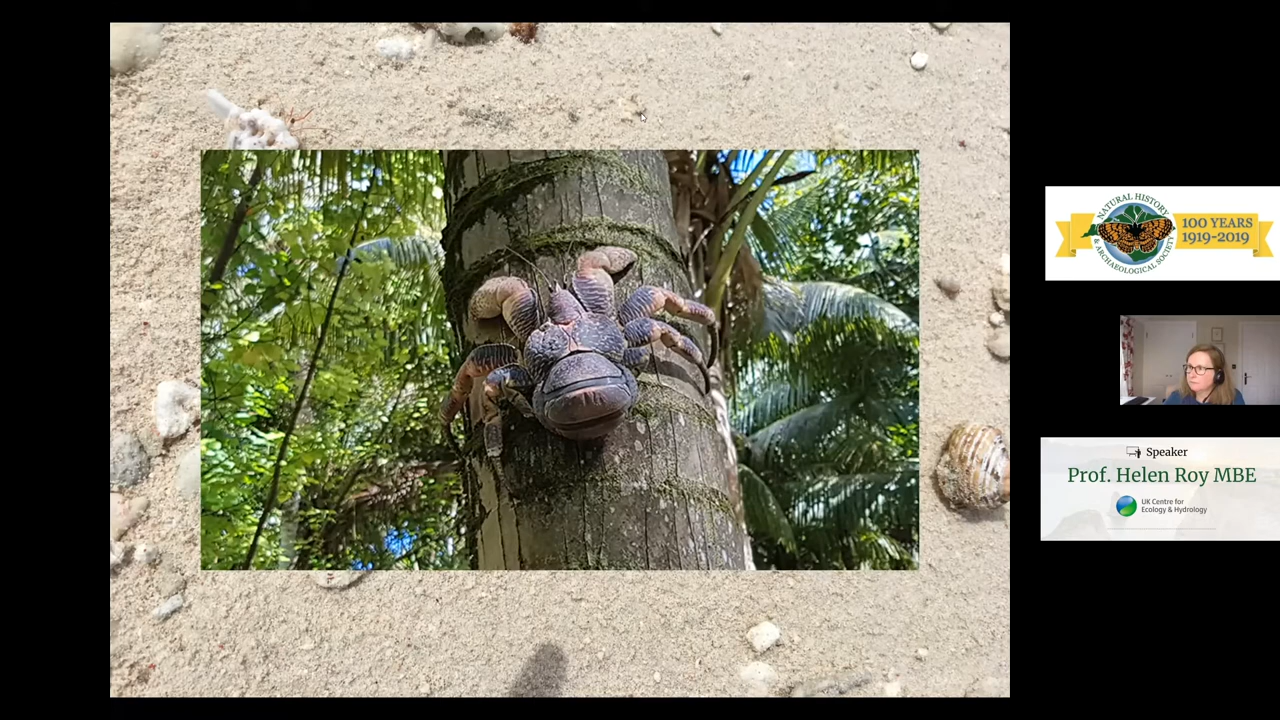 NATURAL HISTORY
& ARCHAEOLOGICAL SOCIETY
100 YEARS
1919-2019
Speaker
Prof. Helen Roy MBE
UK Centre for
Ecology & Hydrology